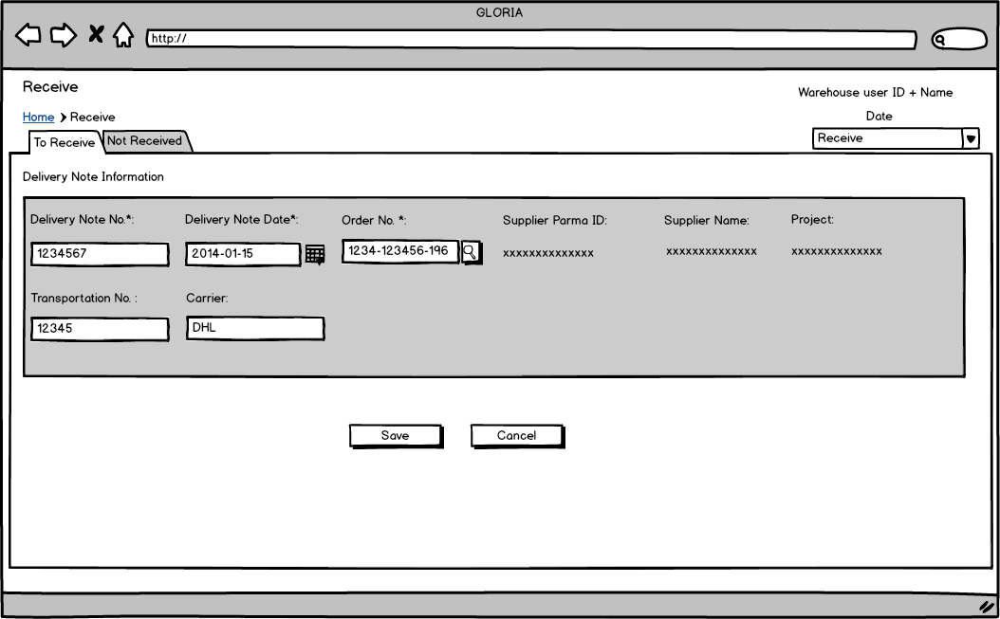 GLORIA
http://
Receive
Warehouse user ID + Name
Home Receive
Date
To Receive Not Received
Receive
Delivery Note Information
Delivery Note No.*: Delivery Note Date*: Order No. *: Supplier Parma ID: Supplier Name: Project:
1234567 2014-01-15 1234-123456-196 xxxxxxxxxxxxxx xxxxxxxxxxxxxx xxxxxxxxxxxxxx
Transportation No. : Carrier:
12345 DHL
Save Cancel